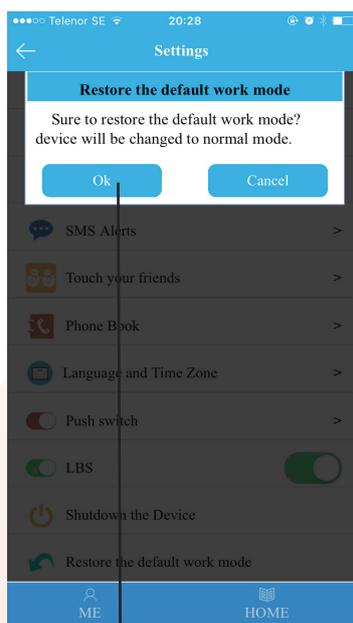 Telenor SE 20:28
Settings
Restore the default work mode
Sure to restore the default work mode?
device will be changed to normal mode.
Ok Cancel
SMS Alerts >
Touch your friends >
Phone Book >
Language and Time Zone >
Push switch >
LBS
Shutdown the Device
Restore the default work mode
ME HOME